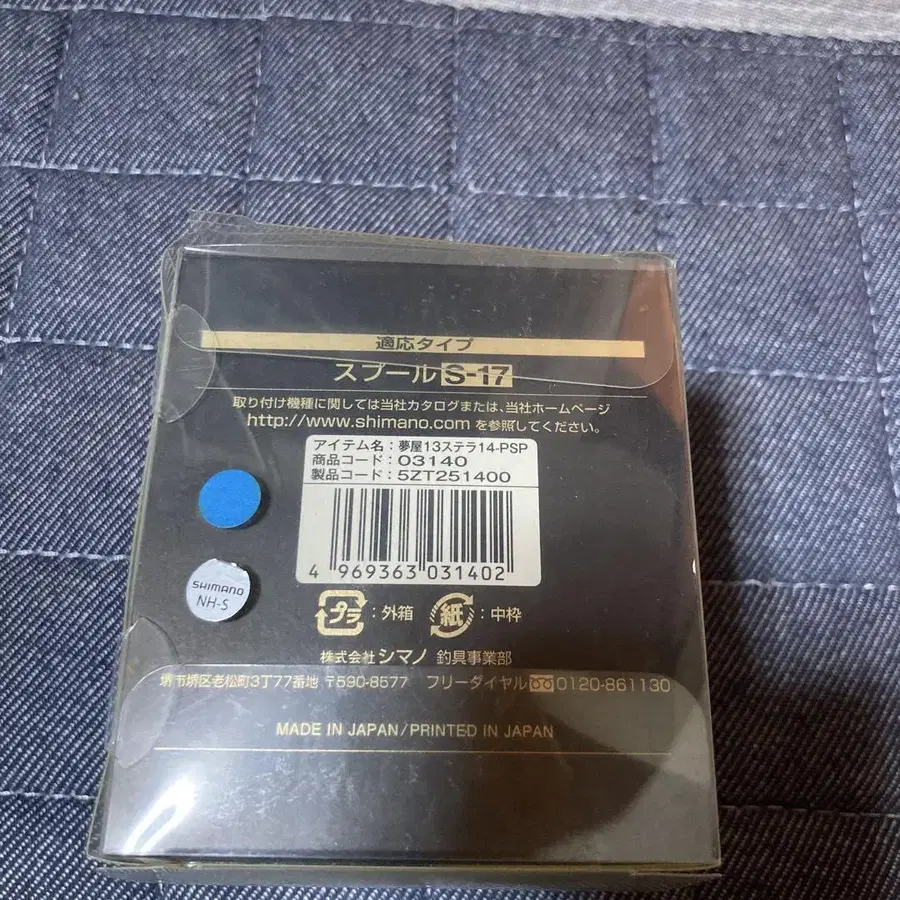 適応タイプ
スプール S-17
取り付け機種に関しては当社カタログまたは、当社ホームページ
http://www.shimano.com を参照してください。
アイテム名：夢屋13ステラ14-PSP
商品コード：03140
製品コード：5ZT251400
4 969363 031402
SHIMANO
NH-S
プラ：外箱 紙：中枠
株式会社シマノ 釣具事業部
堺市堺区老松町3丁77番地 〒590-8577 フリーダイヤル 0120-861130
MADE IN JAPAN/PRINTED IN JAPAN